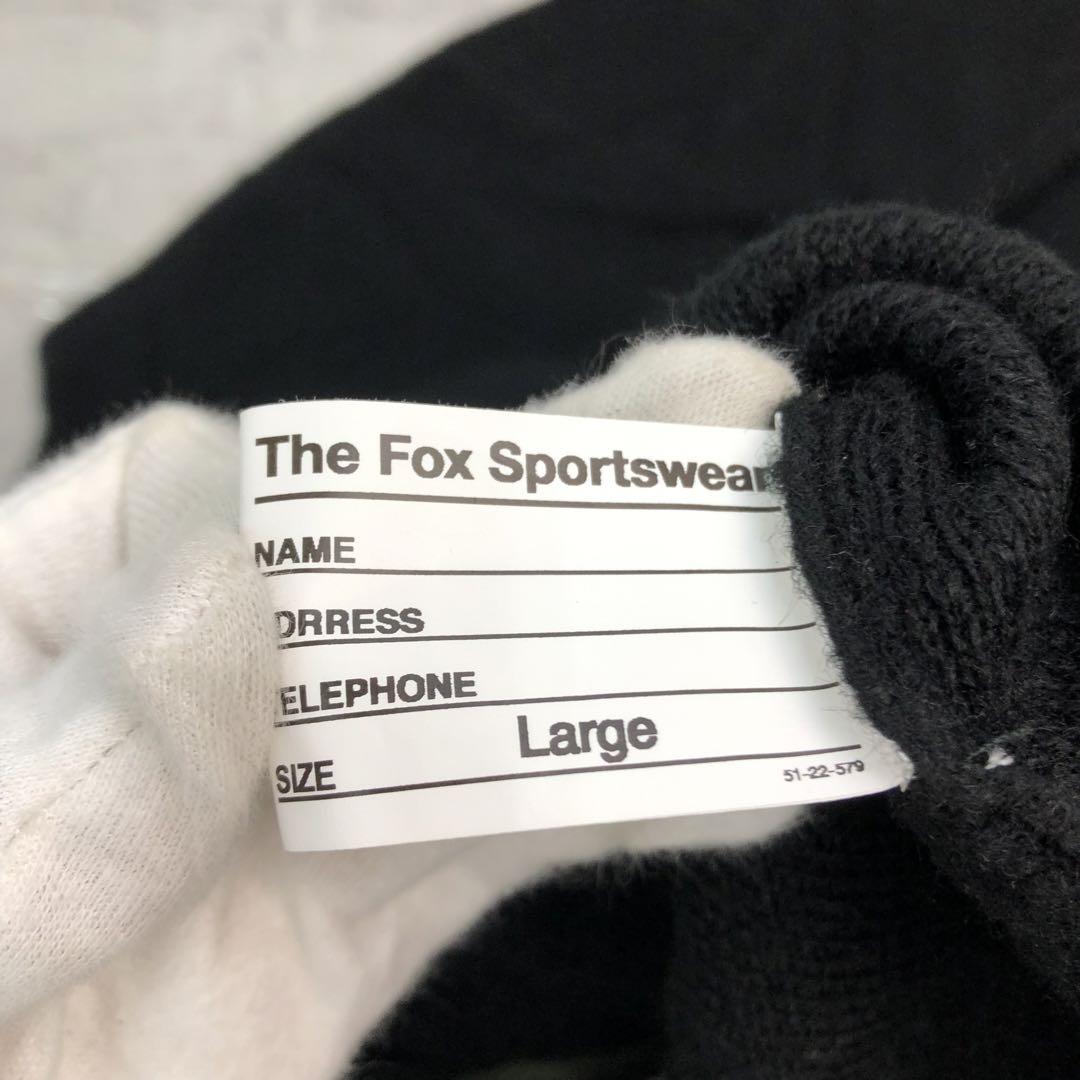 The Fox Sportswear
NAME
DRRESS
ELEPHONE
SIZE Large
51-22-579